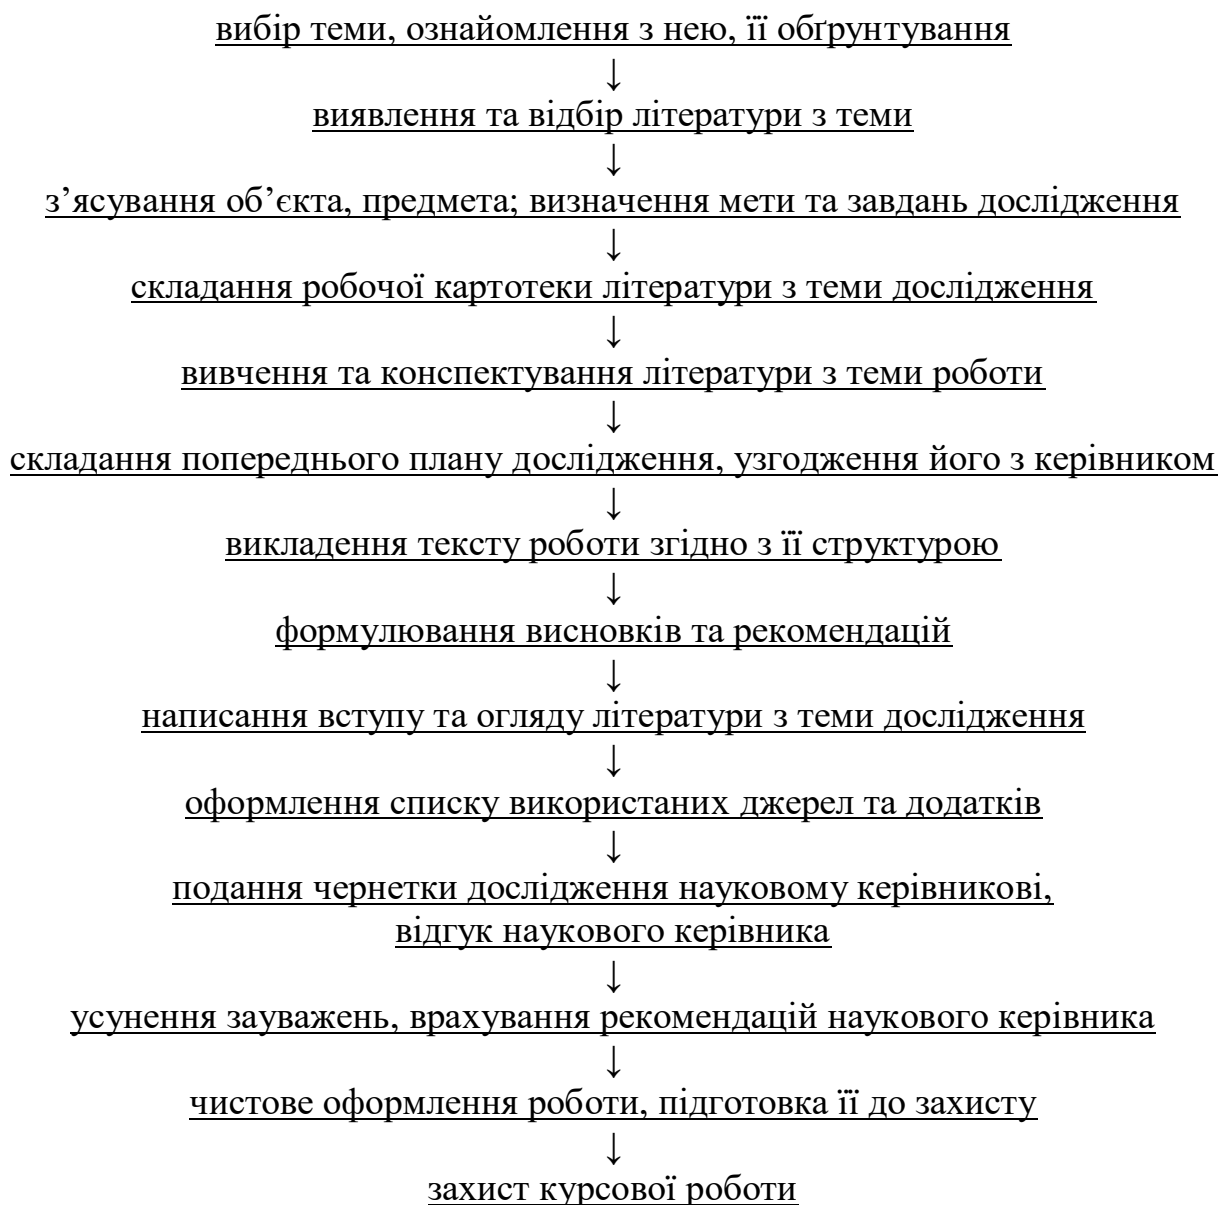 вибір теми, ознайомлення з нею, її обґрунтування
↓
виявлення та відбір літератури з теми
↓
з’ясування об’єкта, предмета; визначення мети та завдань дослідження
↓
складання робочої картотеки літератури з теми дослідження
↓
вивчення та конспектування літератури з теми роботи
↓
складання попереднього плану дослідження, узгодження його з керівником
↓
викладення тексту роботи згідно з її структурою
↓
формулювання висновків та рекомендацій
↓
написання вступу та огляду літератури з теми дослідження
↓
оформлення списку використаних джерел та додатків
↓
подання чернетки дослідження науковому керівникові,
відгук наукового керівника
↓
усунення зауважень, врахування рекомендацій наукового керівника
↓
чистове оформлення роботи, підготовка її до захисту
↓
захист курсової роботи